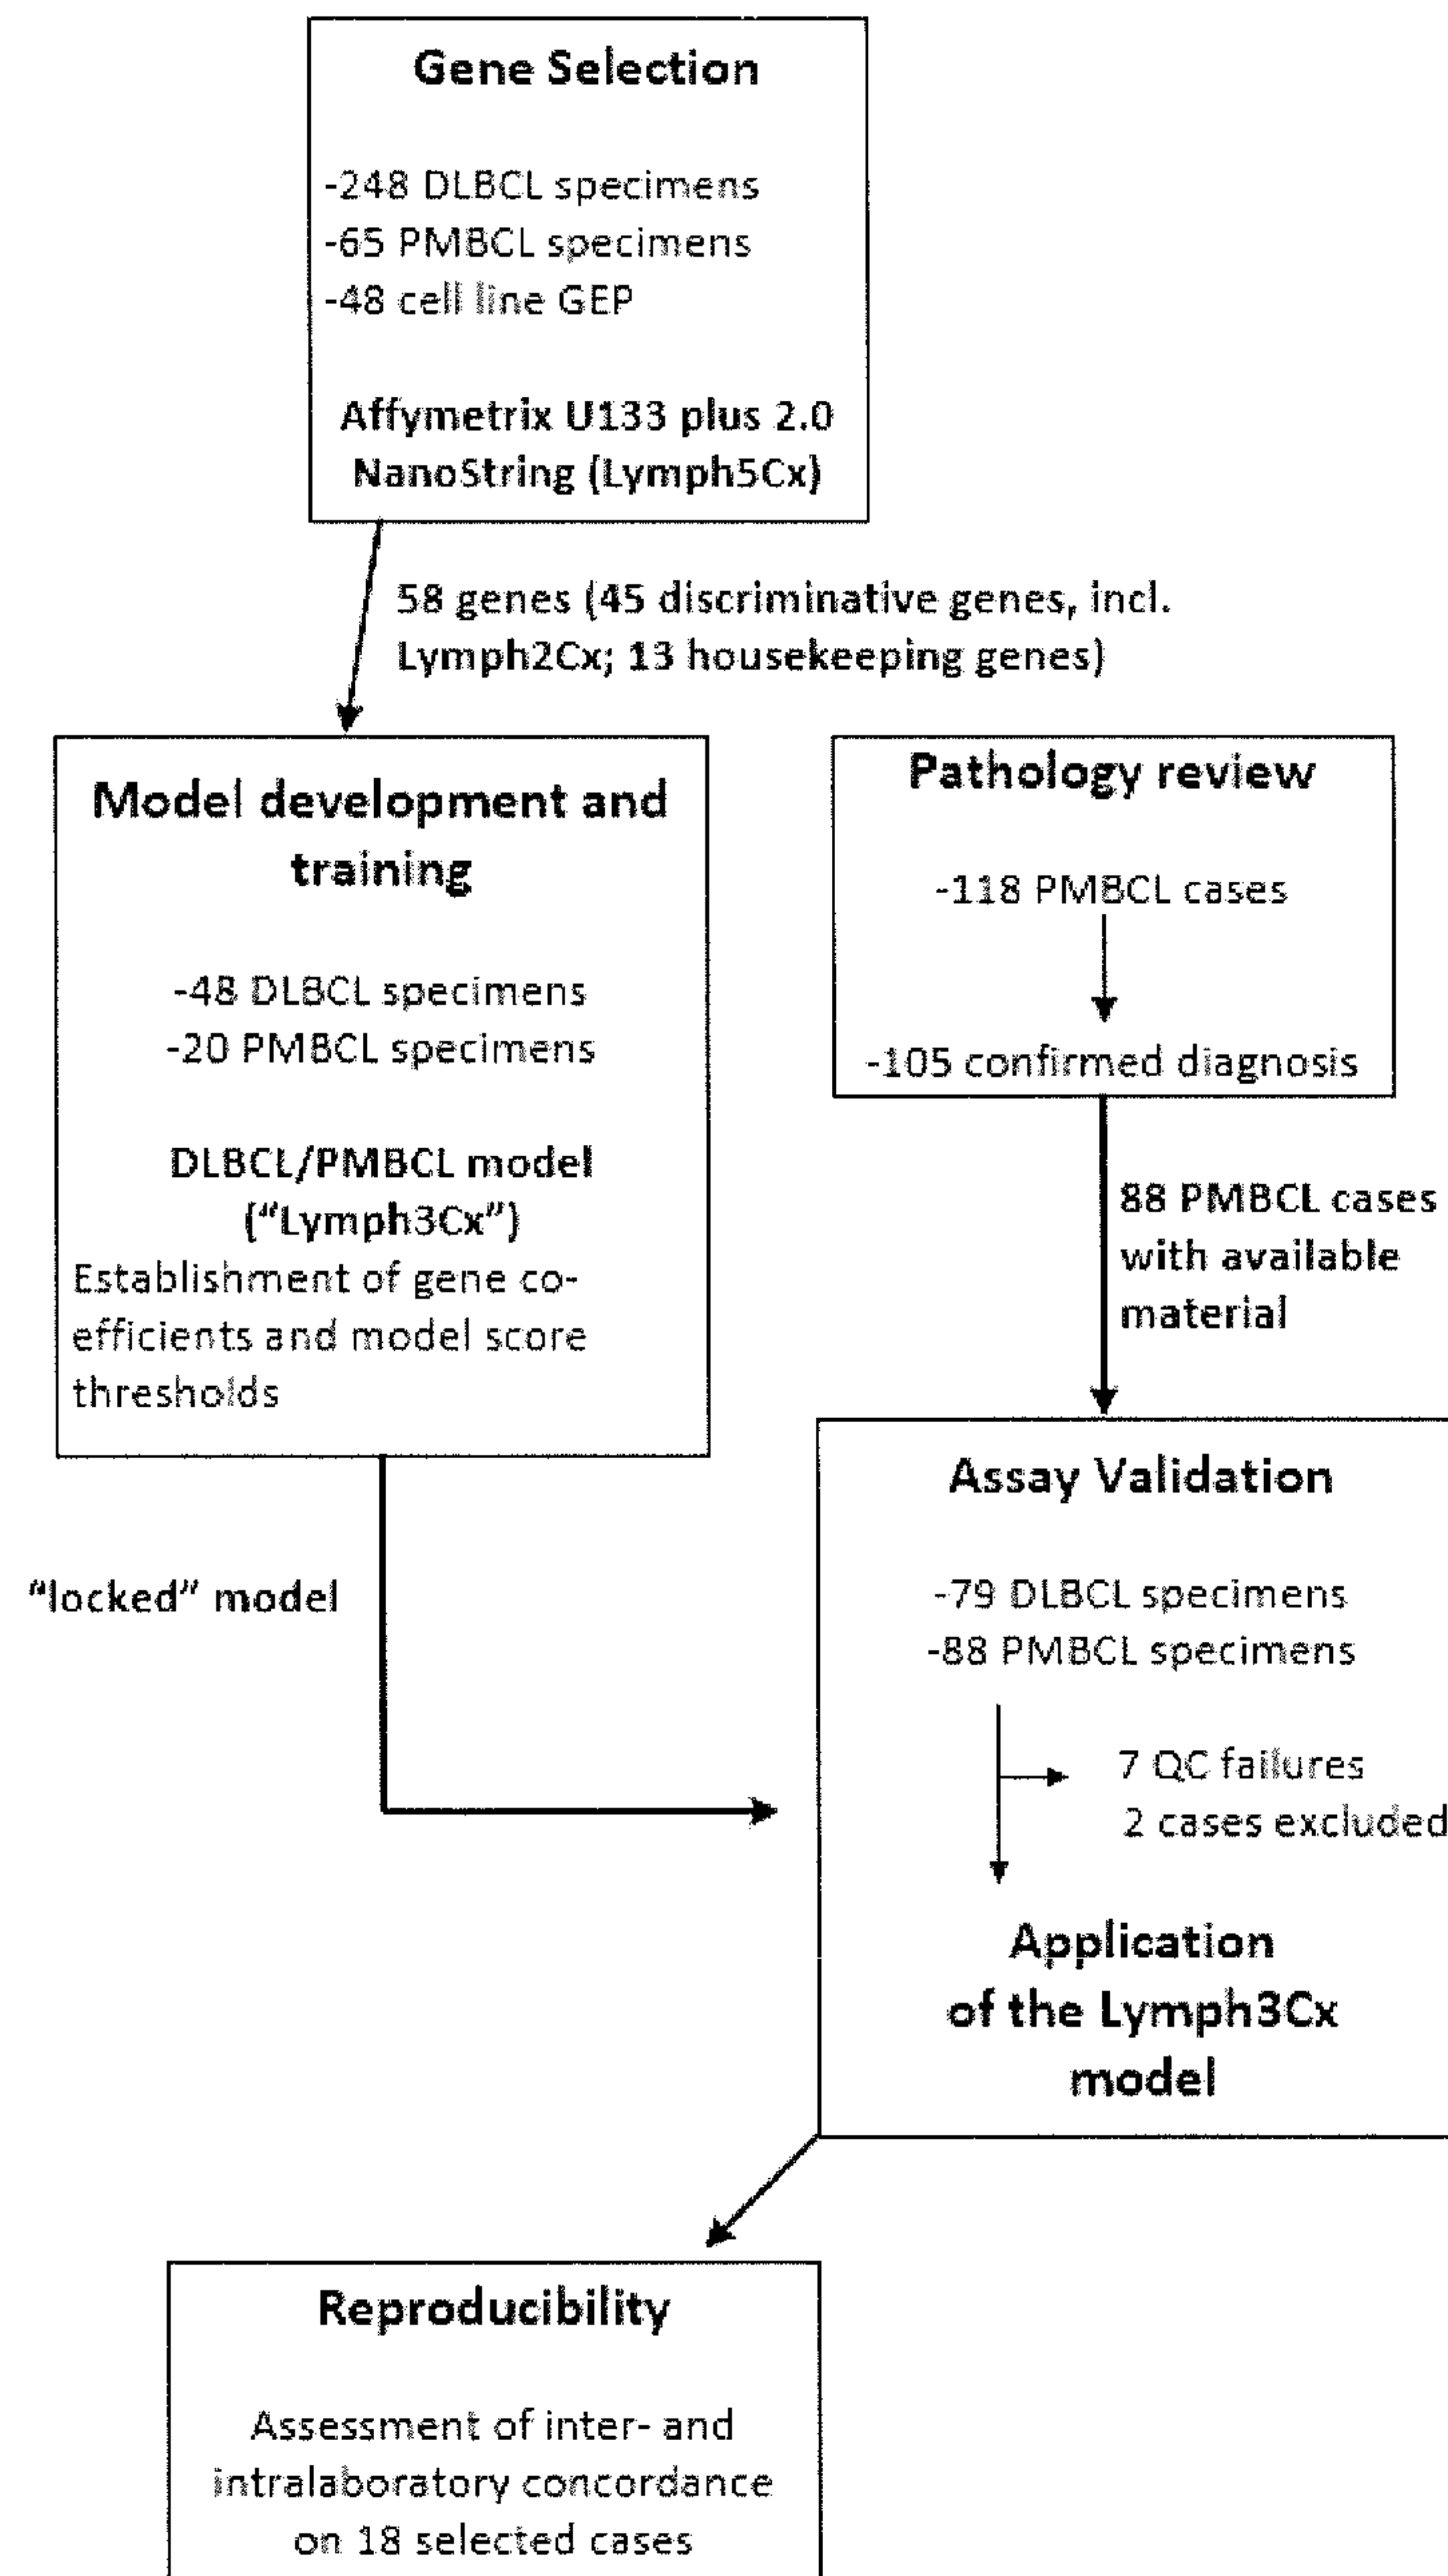 Gene Selection
-248 DLBCL specimens
-65 PMBCL specimens
-48 cell line GEP
Affymetrix U133 plus 2.0
NanoString (Lymph5Cx)
58 genes (45 discriminative genes, incl.
Lymph2Cx; 13 housekeeping genes)
Model development and
training
-48 DLBCL specimens
-20 PMBCL specimens
DLBCL/PMBCL model
("Lymph3Cx")
Establishment of gene co-
efficients and model score
thresholds
Pathology review
-118 PMBCL cases
-105 confirmed diagnosis
88 PMBCL cases
with available
material
"locked" model
Assay Validation
-79 DLBCL specimens
-88 PMBCL specimens
7 QC failures
2 cases excluded
Application
of the Lymph3Cx
model
Reproducibility
Assessment of inter- and
intralaboratory concordance
on 18 selected cases